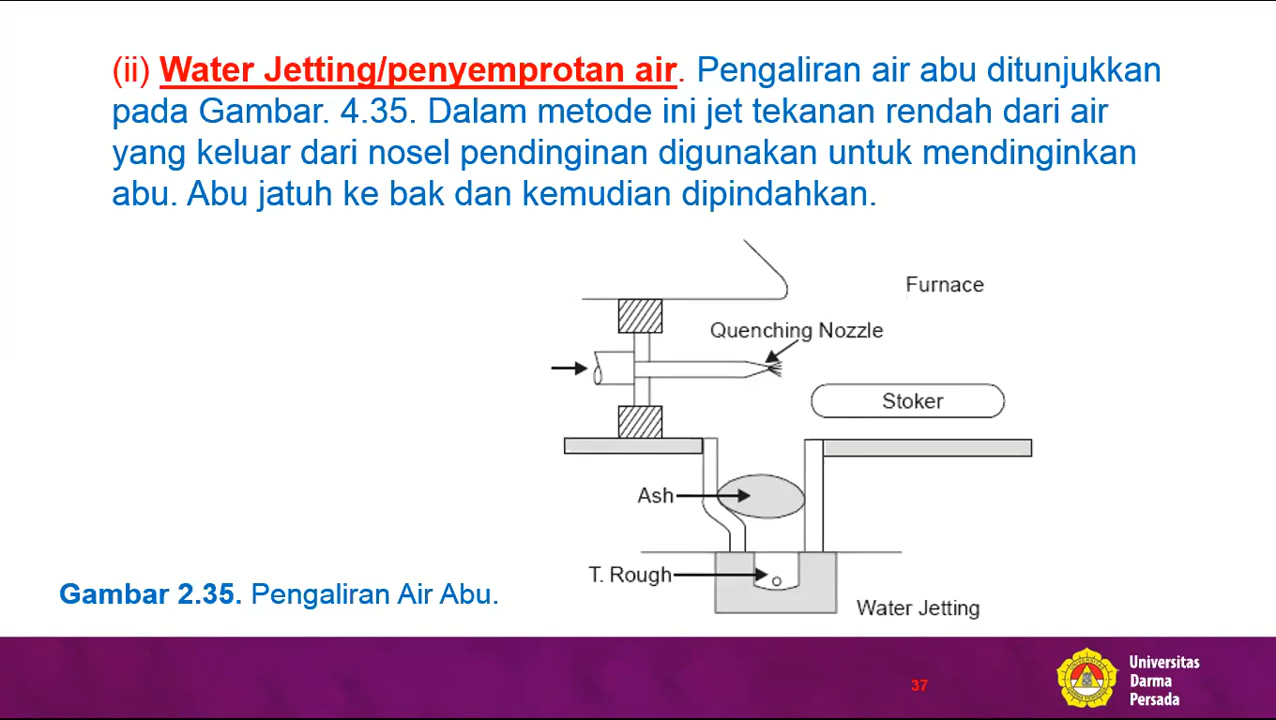 (ii) Water Jetting/penyemprotan air. Pengaliran air abu ditunjukkan
pada Gambar. 4.35. Dalam metode ini jet tekanan rendah dari air
yang keluar dari nosel pendinginan digunakan untuk mendinginkan
abu. Abu jatuh ke bak dan kemudian dipindahkan.
Furnace
Quenching Nozzle
Stoker
Ash
T. Rough
Water Jetting
Gambar 2.35. Pengaliran Air Abu.
37
Universitas
Darma
Persada